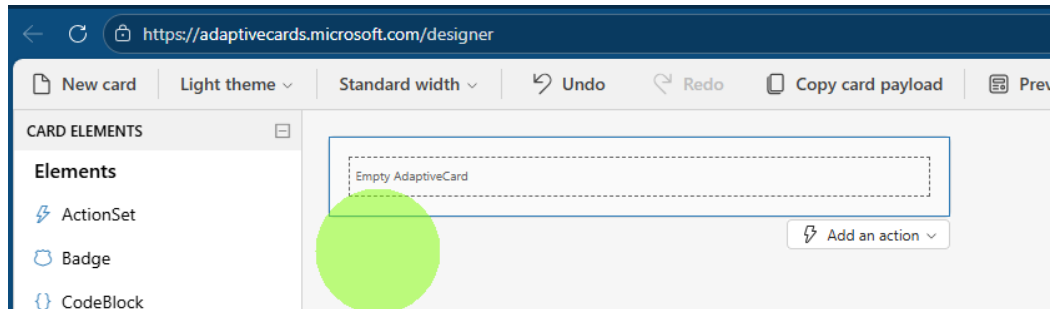 https://adaptivecards.microsoft.com/designer
New card Light theme Standard width Undo Redo Copy card payload Prev
CARD ELEMENTS
Elements
Empty AdaptiveCard
ActionSet
Add an action
Badge
{} CodeBlock